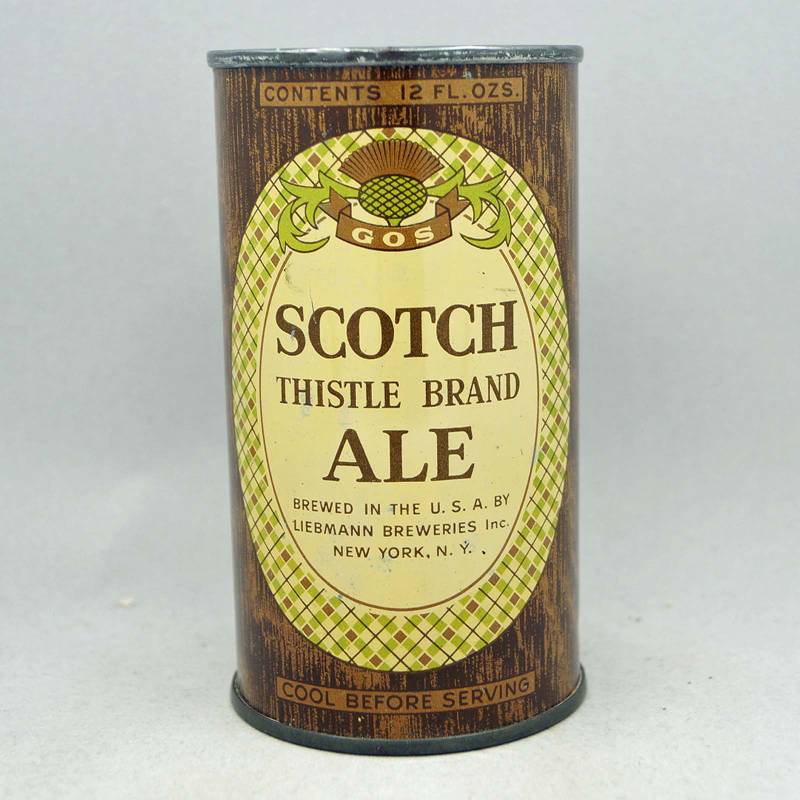 CONTENTS 12 FL. OZS.
GOS
SCOTCH
THISTLE BRAND
ALE
BREWED IN THE U. S. A. BY
LIEBMANN BREWERIES Inc.
NEW YORK, N. Y.
COOL BEFORE SERVING